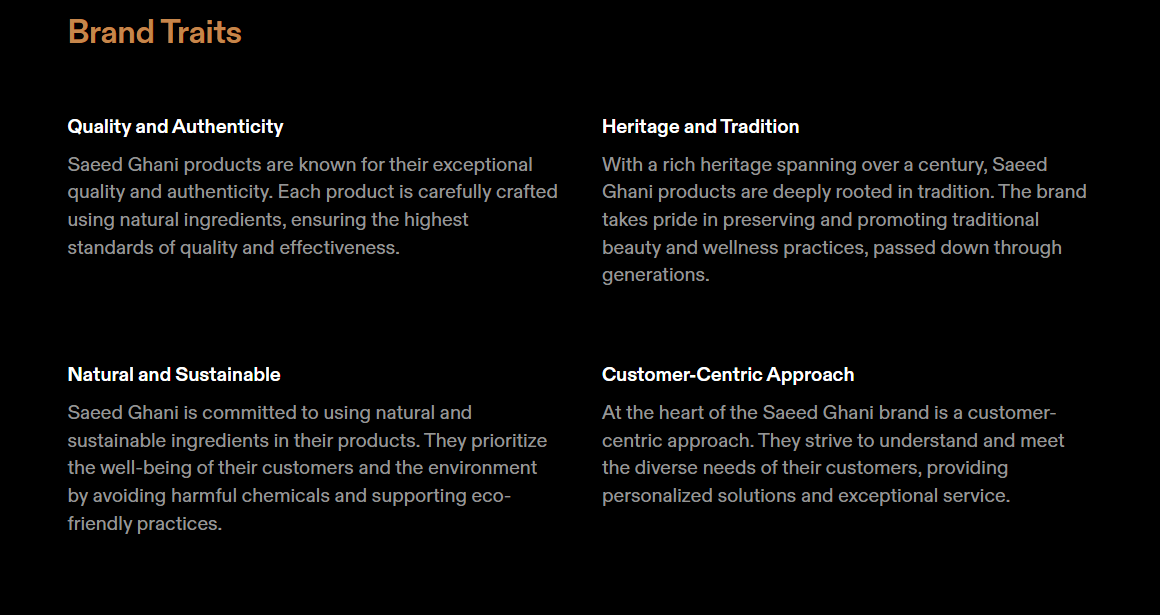 Brand Traits
Quality and Authenticity
Saeed Ghani products are known for their exceptional
quality and authenticity. Each product is carefully crafted
using natural ingredients, ensuring the highest
standards of quality and effectiveness.
Heritage and Tradition
With a rich heritage spanning over a century, Saeed
Ghani products are deeply rooted in tradition. The brand
takes pride in preserving and promoting traditional
beauty and wellness practices, passed down through
generations.
Natural and Sustainable
Saeed Ghani is committed to using natural and
sustainable ingredients in their products. They prioritize
the well-being of their customers and the environment
by avoiding harmful chemicals and supporting eco-
friendly practices.
Customer-Centric Approach
At the heart of the Saeed Ghani brand is a customer-
centric approach. They strive to understand and meet
the diverse needs of their customers, providing
personalized solutions and exceptional service.